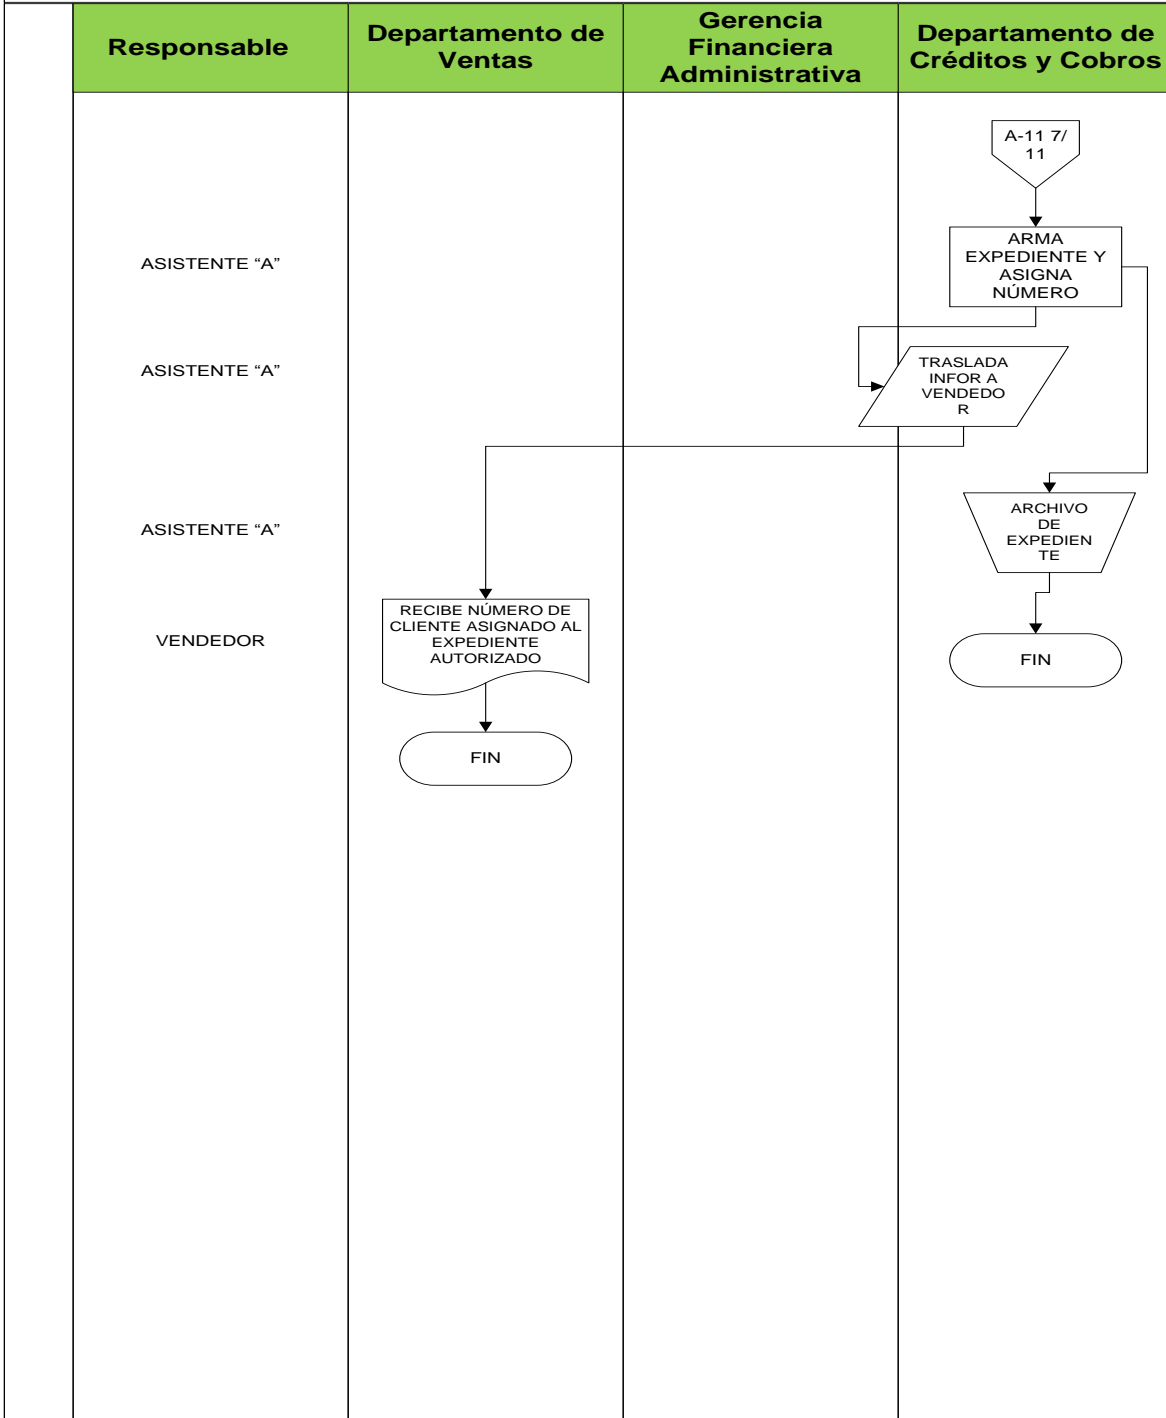 Responsable
Departamento de
Ventas
Gerencia
Financiera
Administrativa
Departamento de
Créditos y Cobros
A-11 7/
11
ASISTENTE “A”
ARMA
EXPEDIENTE Y
ASIGNA
NÚMERO
ASISTENTE “A”
TRASLADA
INFOR A
VENDEDO
R
ASISTENTE “A”
ARCHIVO
DE
EXPEDIEN
TE
VENDEDOR
RECIBE NÚMERO DE
CLIENTE ASIGNADO AL
EXPEDIENTE
AUTORIZADO
FIN
FIN